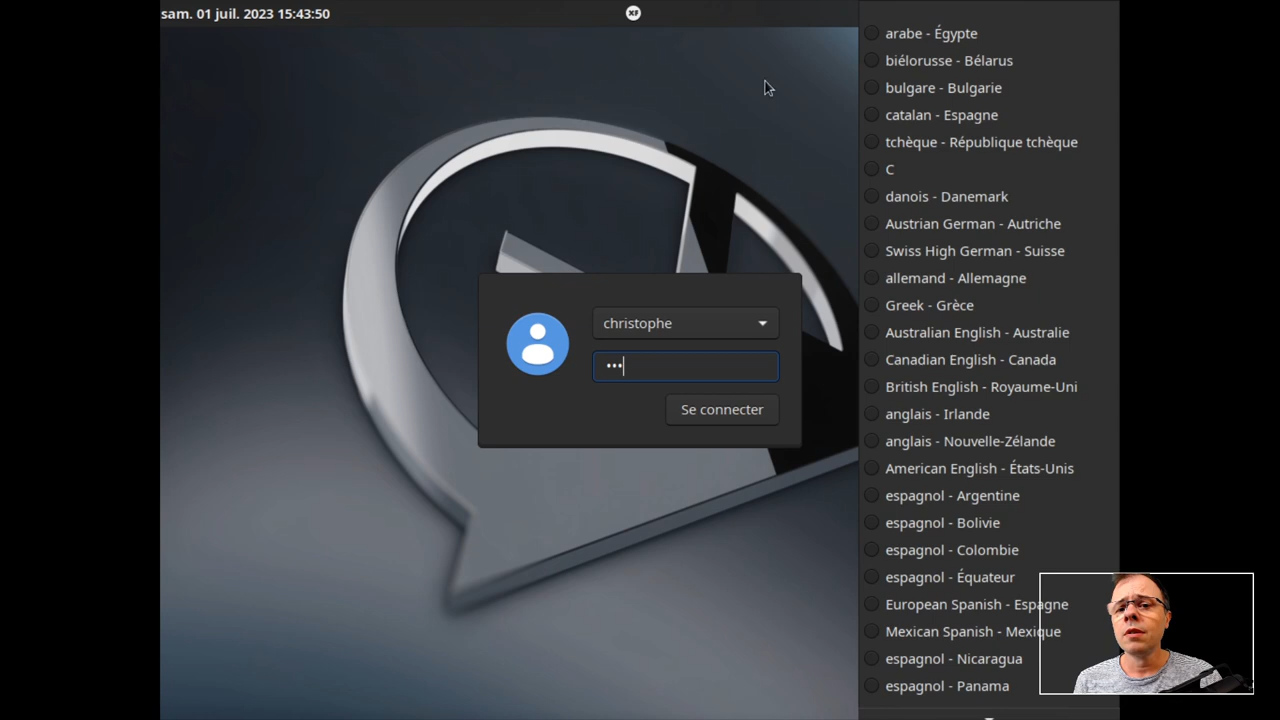 sam. 01 juil. 2023 15:43:50
XF
christophe
•••
Se connecter
arabe - Égypte
biélorusse - Bélarus
bulgare - Bulgarie
catalan - Espagne
tchèque - République tchèque
C
danois - Danemark
Austrian German - Autriche
Swiss High German - Suisse
allemand - Allemagne
Greek - Grèce
Australian English - Australie
Canadian English - Canada
British English - Royaume-Uni
anglais - Irlande
anglais - Nouvelle-Zélande
American English - États-Unis
espagnol - Argentine
espagnol - Bolivie
espagnol - Colombie
espagnol - Équateur
European Spanish - Espagne
Mexican Spanish - Mexique
espagnol - Nicaragua
espagnol - Panama